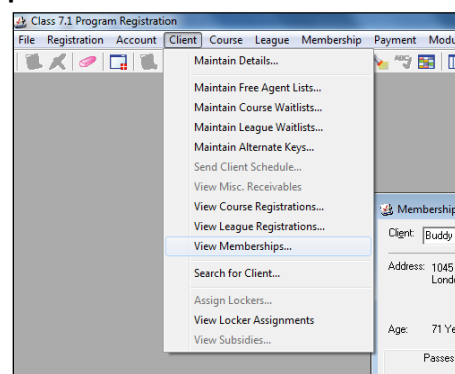 Class 7.1 Program Registration
File Registration Account Client Course League Membership Payment Modu
Maintain Details...
Maintain Free Agent Lists...
Maintain Course Waitlists...
Maintain League Waitlists...
Maintain Alternate Keys...
Send Client Schedule...
View Misc. Receivables
View Course Registrations...
View League Registrations...
View Memberships...
Search for Client...
Assign Lockers...
View Locker Assignments
View Subsidies...
Membership
Client: Buddy
Address: 1045
Lond
Age: 71 Ye
Passes